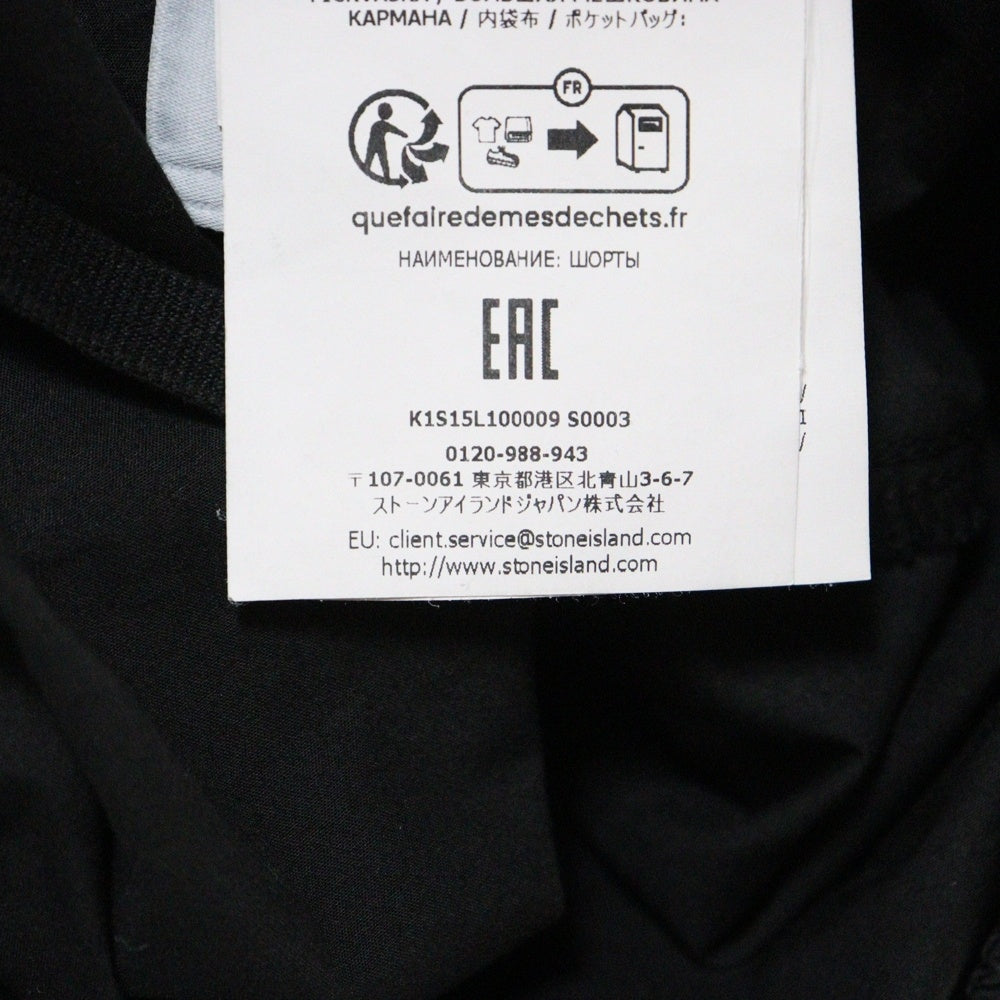 КАРМАНА / 内袋布 / ポケットバッグ:
FR
quefairedemesdechets.fr
НАИМЕНОВАНИЕ: ШОРТЫ
EAC
K1S15L100009 S0003
0120-988-943
〒107-0061 東京都港区北青山3-6-7
ストーンアイランドジャパン株式会社
EU: client.service@stoneisland.com
http://www.stoneisland.com